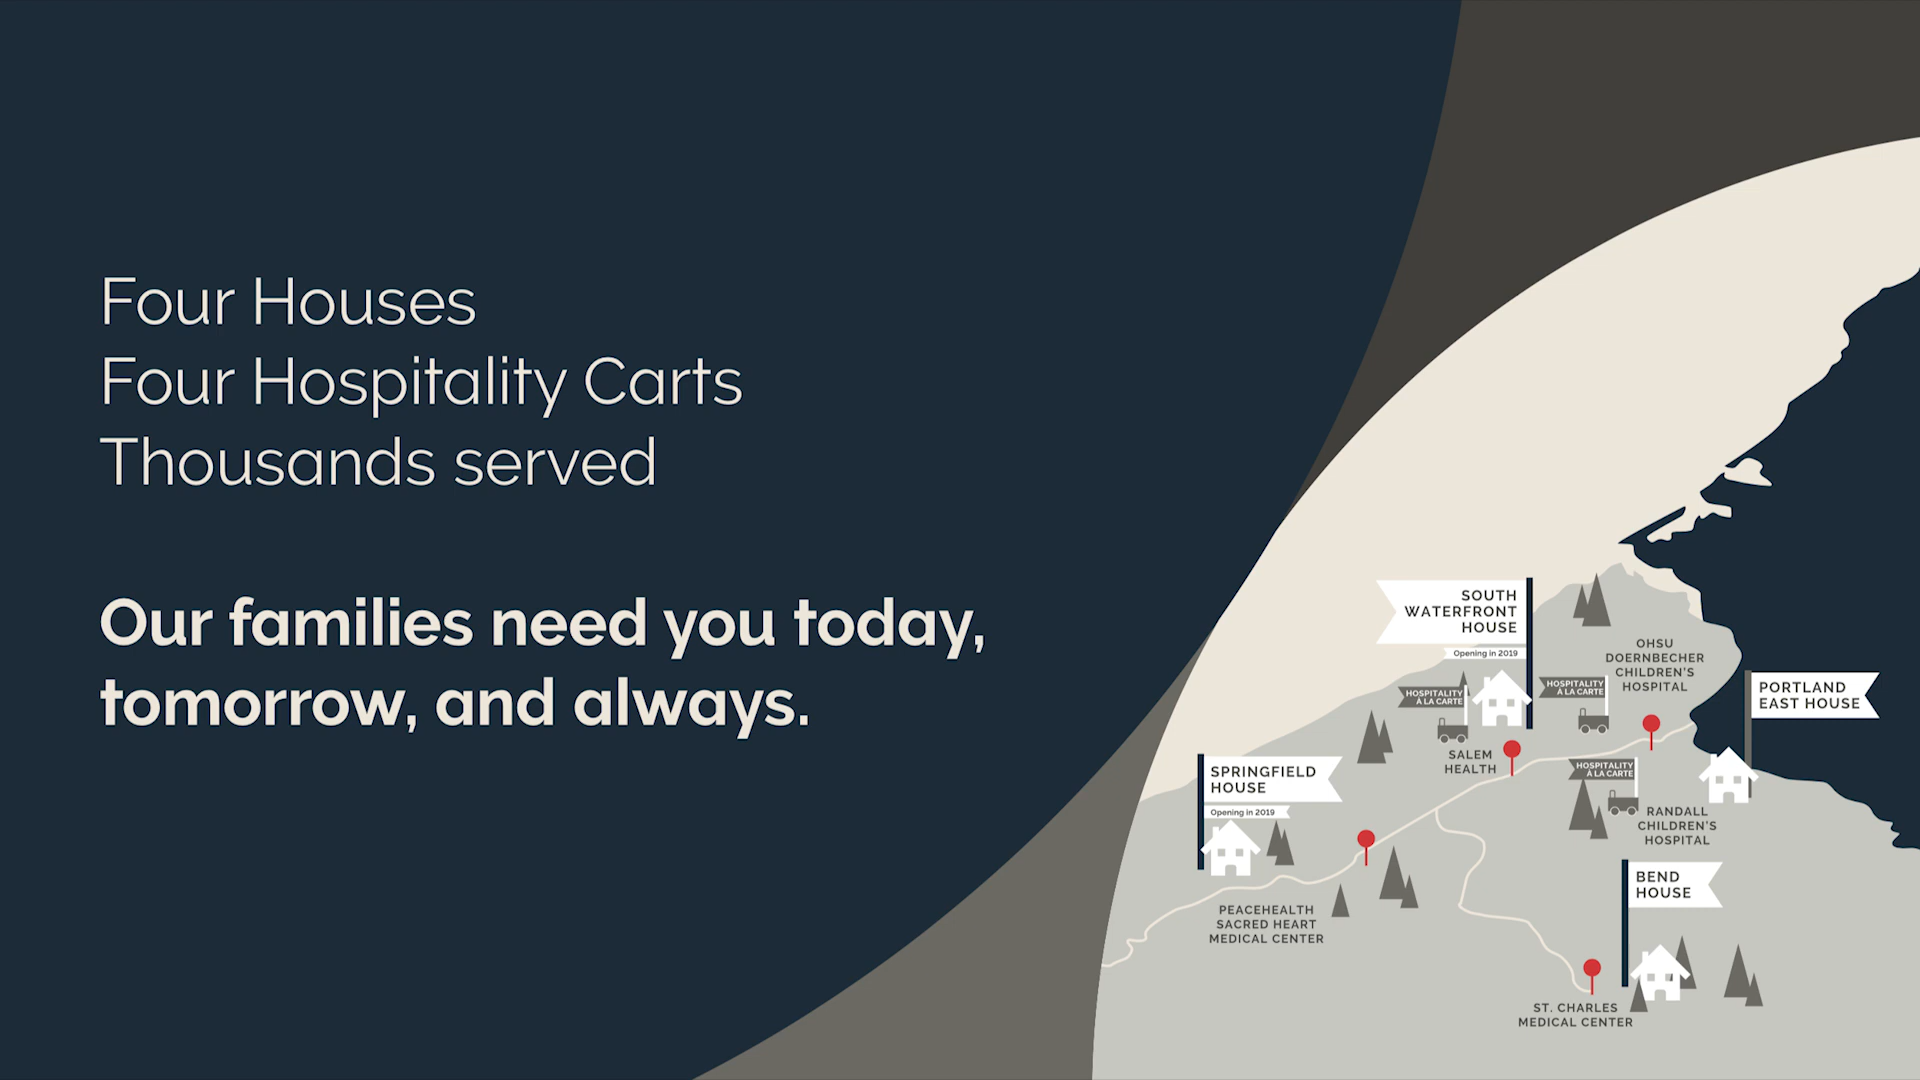 Four Houses
Four Hospitality Carts
Thousands served
Our families need you today,
tomorrow, and always.
SOUTH
WATERFRONT
HOUSE
Opening in 2019
OHSU
DOERNBECHER
CHILDREN'S
HOSPITAL
HOSPITALITY
À LA CARTE
HOSPITALITY
À LA CARTE
PORTLAND
EAST HOUSE
SALEM
HEALTH
SPRINGFIELD
HOUSE
Opening in 2019
HOSPITALITY
À LA CARTE
RANDALL
CHILDREN'S
HOSPITAL
BEND
HOUSE
PEACEHEALTH
SACRED HEART
MEDICAL CENTER
ST. CHARLES
MEDICAL CENTER